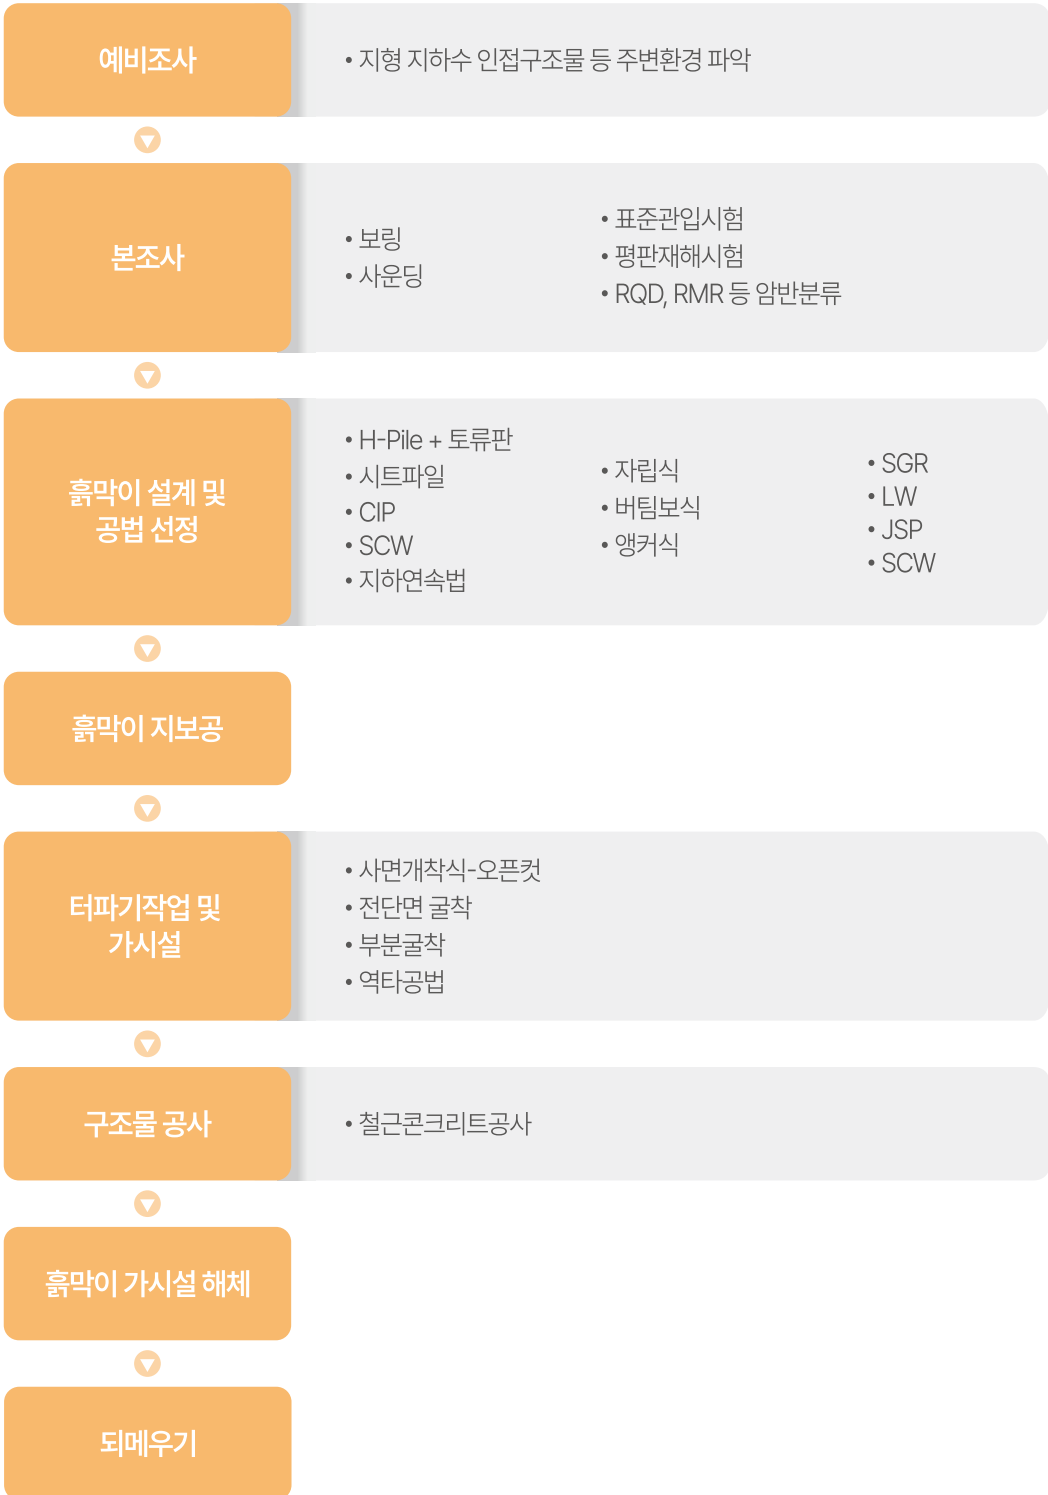 예비조사
• 지형 지하수 인접구조물 등 주변환경 파악
본조사
• 보링
• 사운딩
• 표준관입시험
• 평판재해시험
• RQD, RMR 등 암반분류
흙막이 설계 및
공법 선정
• H-Pile + 토류판
• 시트파일
• CIP
• SCW
• 지하연속법
• 자립식
• 버팀보식
• 앵커식
• SGR
• LW
• JSP
• SCW
흙막이 지보공
터파기작업 및
가시설
• 사면개착식-오픈컷
• 전단면 굴착
• 부분굴착
• 역타공법
구조물 공사
• 철근콘크리트공사
흙막이 가시설 해체
되메우기